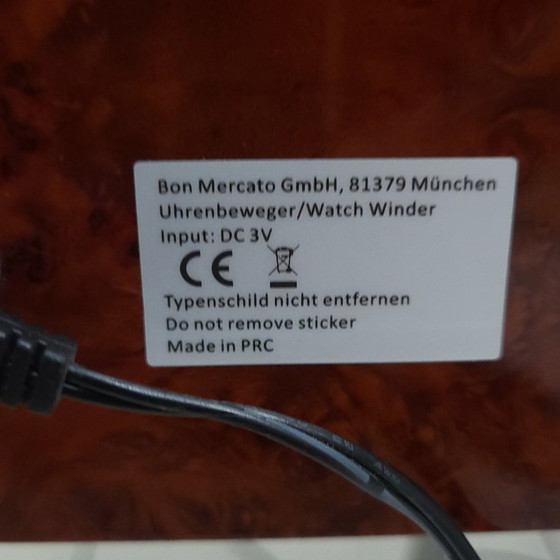 Bon Mercato GmbH, 81379 München
Uhrenbeweger/Watch Winder
Input: DC 3V
CE
Typenschild nicht entfernen
Do not remove sticker
Made in PRC